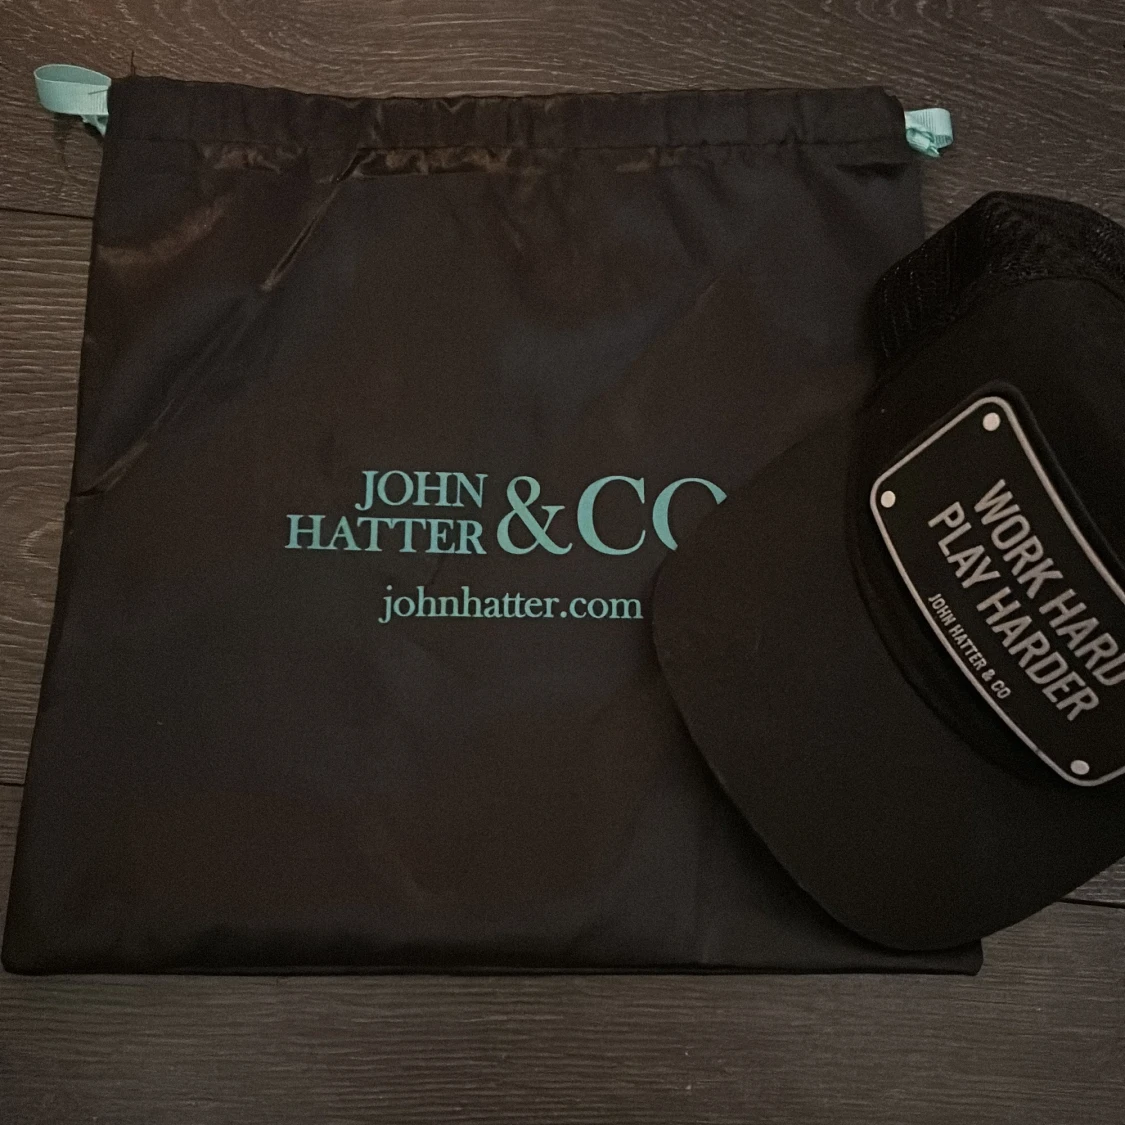 JOHN
HATTER & CO
johnhatter.com
WORK HARD
PLAY HARDER
JOHN HATTER & CO